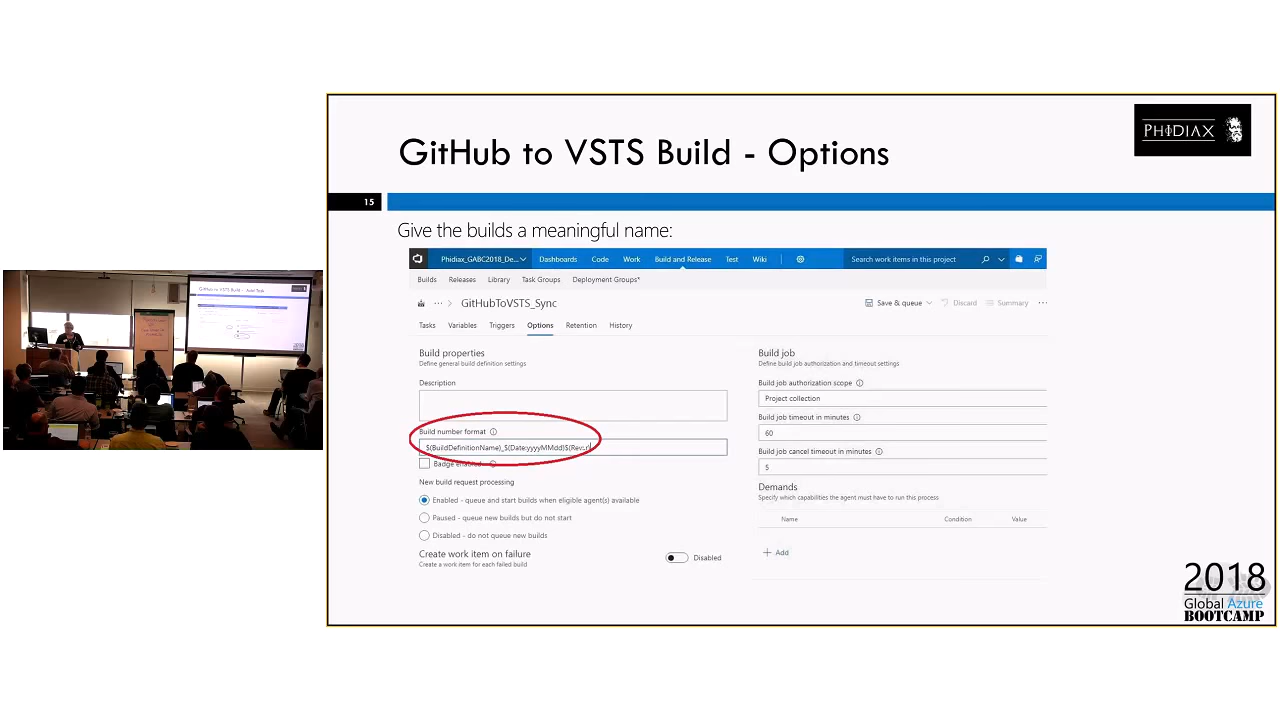 GitHub to VSTS Build - Options
PHIDIAX
15
Give the builds a meaningful name:
Phidiax_GABC2018_De... Dashboards Code Work Build and Release Test Wiki Search work items in this project
Builds Releases Library Task Groups Deployment Groups*
... > GitHubToVSTS_Sync Save & queue Discard Summary ...
Tasks Variables Triggers Options Retention History
Build properties
Define general build definition settings
Description
Build number format
$(BuildDefinitionName)_$(Date:yyyyMMdd)$(Rev:.r)
Badge enabled
New build request processing
Enabled - queue and start builds when eligible agent(s) available
Paused - queue new builds but do not start
Disabled - do not queue new builds
Create work item on failure
Create a work item for each failed build
Disabled
Build job
Define build job authorization and timeout settings
Build job authorization scope
Project collection
Build job timeout in minutes
60
Build job cancel timeout in minutes
5
Demands
Specify which capabilities the agent must have to run this process
Name Condition Value
+ Add
2018
Global Azure
BOOTCAMP